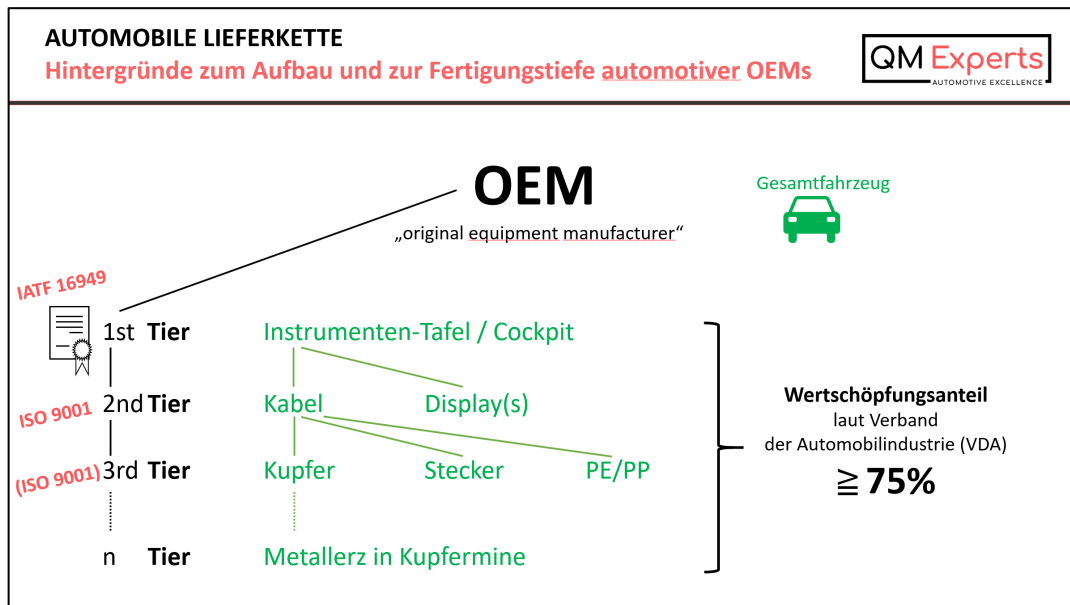 AUTOMOBILE LIEFERKETTE
Hintergründe zum Aufbau und zur Fertigungstiefe automotiver OEMs
QM Experts
AUTOMOTIVE EXCELLENCE
OEM
„original equipment manufacturer“
Gesamtfahrzeug
IATF 16949
1st Tier Instrumenten-Tafel / Cockpit
ISO 9001 2nd Tier Kabel Display(s)
(ISO 9001) 3rd Tier Kupfer Stecker PE/PP
n Tier Metallerz in Kupfermine
Wertschöpfungsanteil
laut Verband
der Automobilindustrie (VDA)
≧ 75%